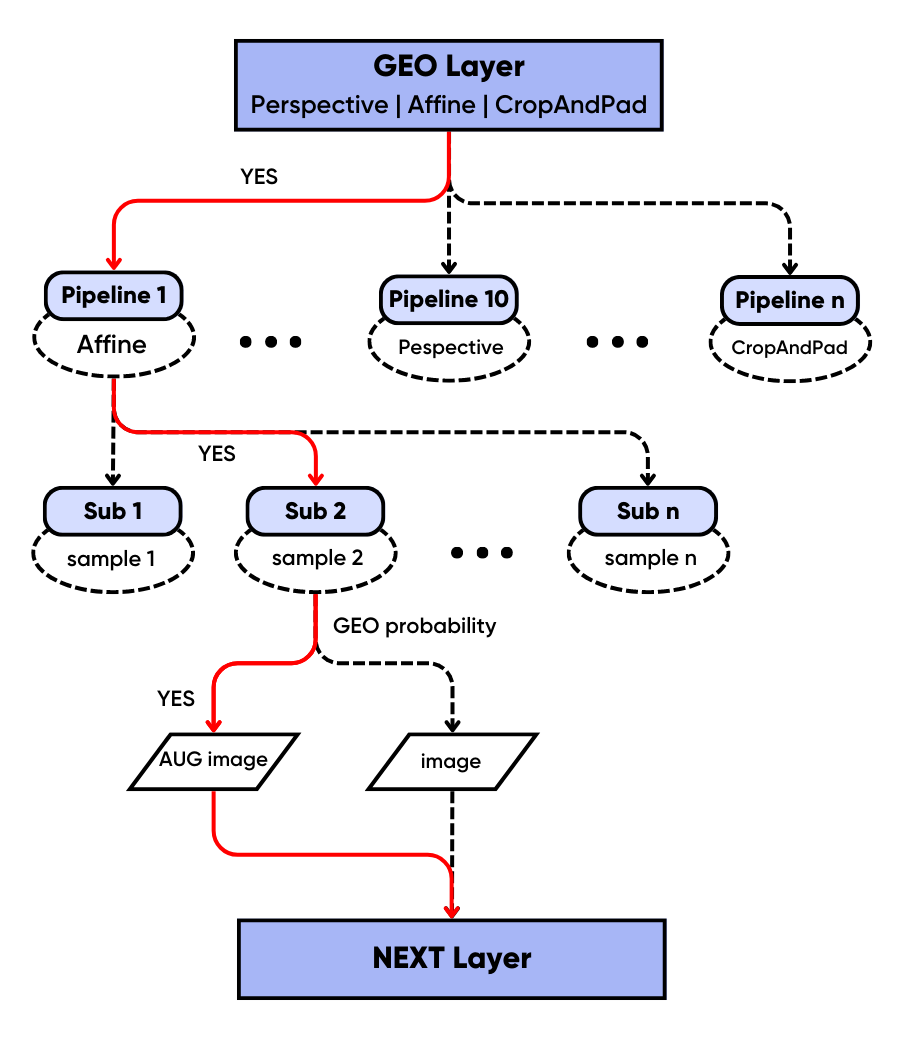 GEO Layer
Perspective | Affine | CropAndPad
YES
Pipeline 1
Affine
Pipeline 10
Pespective
Pipeline n
CropAndPad
YES
Sub 1
sample 1
Sub 2
sample 2
Sub n
sample n
GEO probability
YES
AUG image
image
NEXT Layer